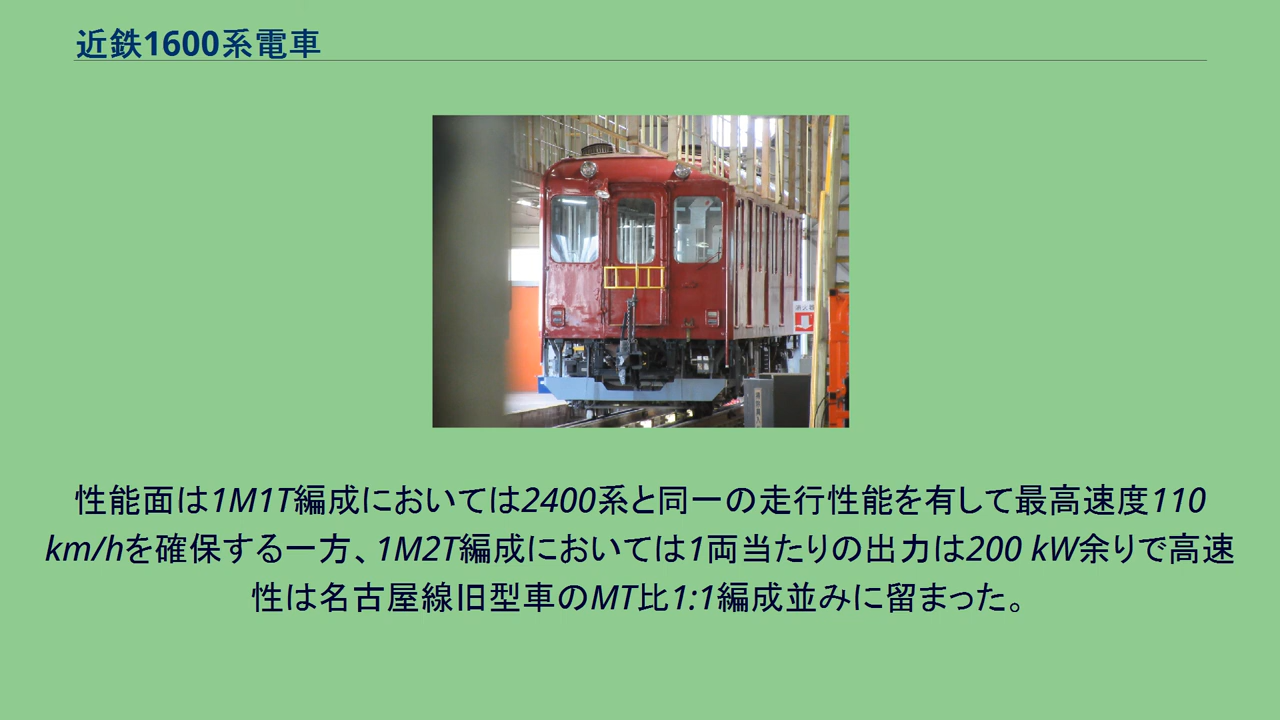 近鉄1600系電車
性能面は1M1T編成においては2400系と同一の走行性能を有して最高速度110
km/hを確保する一方、1M2T編成においては1両当たりの出力は200 kW余りで高速
性は名古屋線旧型車のMT比1:1編成並みに留まった。